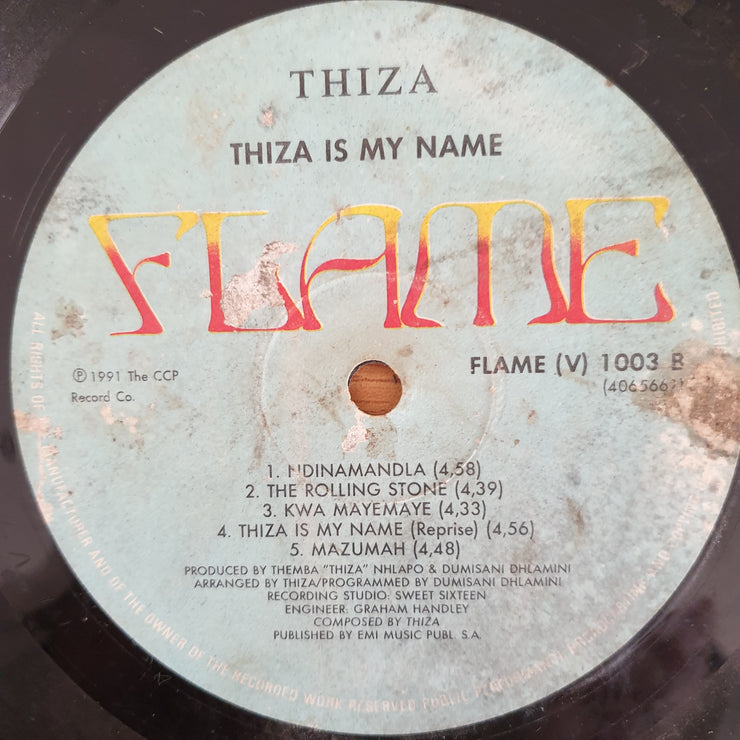 THIZA
THIZA IS MY NAME
FLAME
℗ 1991 The CCP
Record Co.
FLAME (V) 1003 B
1. NDINAMANDLA (4,58)
2. THE ROLLING STONE (4,39)
3. KWA MAYEMAYE (4,33)
4. THIZA IS MY NAME (Reprise) (4,56)
5. MAZUMAH (4,48)
PRODUCED BY THEMBA "THIZA" NHLAPO & DUMISANI DHLAMINI
ARRANGED BY THIZA/PROGRAMMED BY DUMISANI DHLAMINI
RECORDING STUDIO: SWEET SIXTEEN
ENGINEER: GRAHAM HANDLEY
COMPOSED BY THIZA
PUBLISHED BY EMI MUSIC PUBL. S.A.
ALL RIGHTS OF MANUFACTURER AND OF THE OWNER OF THE RECORDED WORK RESERVED PUBLIC PERFORMANCE